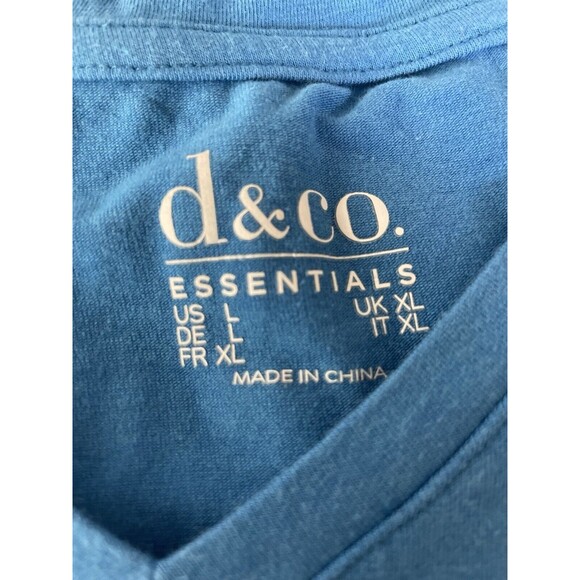 d&co.
ESSENTIALS
US L UK XL
DE L IT XL
FR XL
MADE IN CHINA